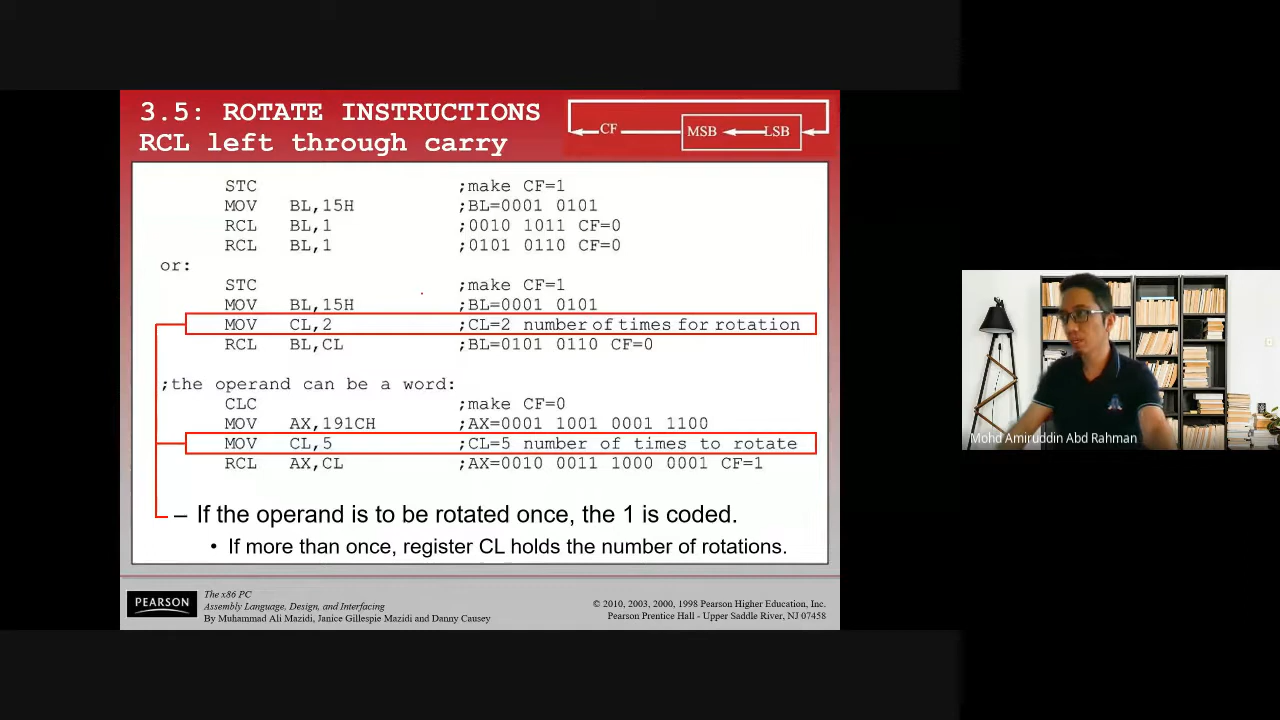 3.5: ROTATE INSTRUCTIONS
RCL left through carry
CF MSB LSB
STC ;make CF=1
MOV BL,15H ;BL=0001 0101
RCL BL,1 ;0010 1011 CF=0
RCL BL,1 ;0101 0110 CF=0
or:
STC ;make CF=1
MOV BL,15H ;BL=0001 0101
MOV CL,2 ;CL=2 number of times for rotation
RCL BL,CL ;BL=0101 0110 CF=0
;the operand can be a word:
CLC ;make CF=0
MOV AX,191CH ;AX=0001 1001 0001 1100
MOV CL,5 ;CL=5 number of times to rotate
RCL AX,CL ;AX=0010 0011 1000 0001 CF=1
– If the operand is to be rotated once, the 1 is coded.
• If more than once, register CL holds the number of rotations.
PEARSON
The x86 PC
Assembly Language, Design, and Interfacing
By Muhammad Ali Mazidi, Janice Gillespie Mazidi and Danny Causey
© 2010, 2003, 2000, 1998 Pearson Higher Education, Inc.
Pearson Prentice Hall - Upper Saddle River, NJ 07458
Mohd Amiruddin Abd Rahman